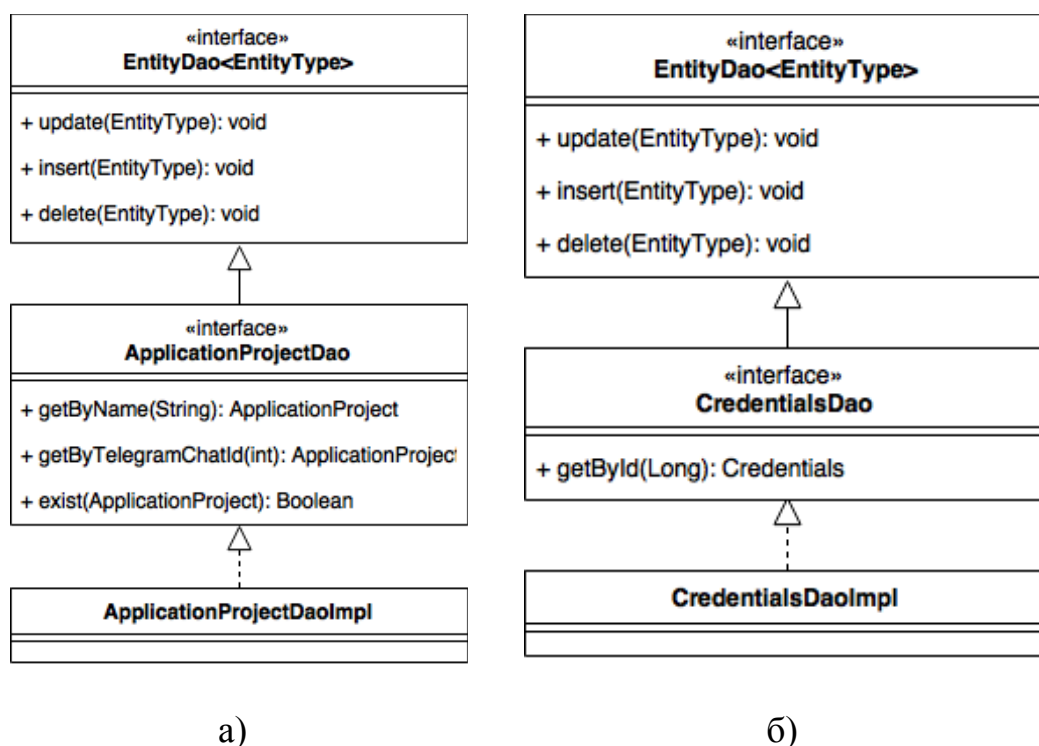 «interface»
EntityDao<EntityType>
+ update(EntityType): void
+ insert(EntityType): void
+ delete(EntityType): void
«interface»
ApplicationProjectDao
+ getByName(String): ApplicationProject
+ getByTelegramChatId(int): ApplicationProject
+ exist(ApplicationProject): Boolean
ApplicationProjectDaoImpl
а)
«interface»
EntityDao<EntityType>
+ update(EntityType): void
+ insert(EntityType): void
+ delete(EntityType): void
«interface»
CredentialsDao
+ getById(Long): Credentials
CredentialsDaoImpl
б)